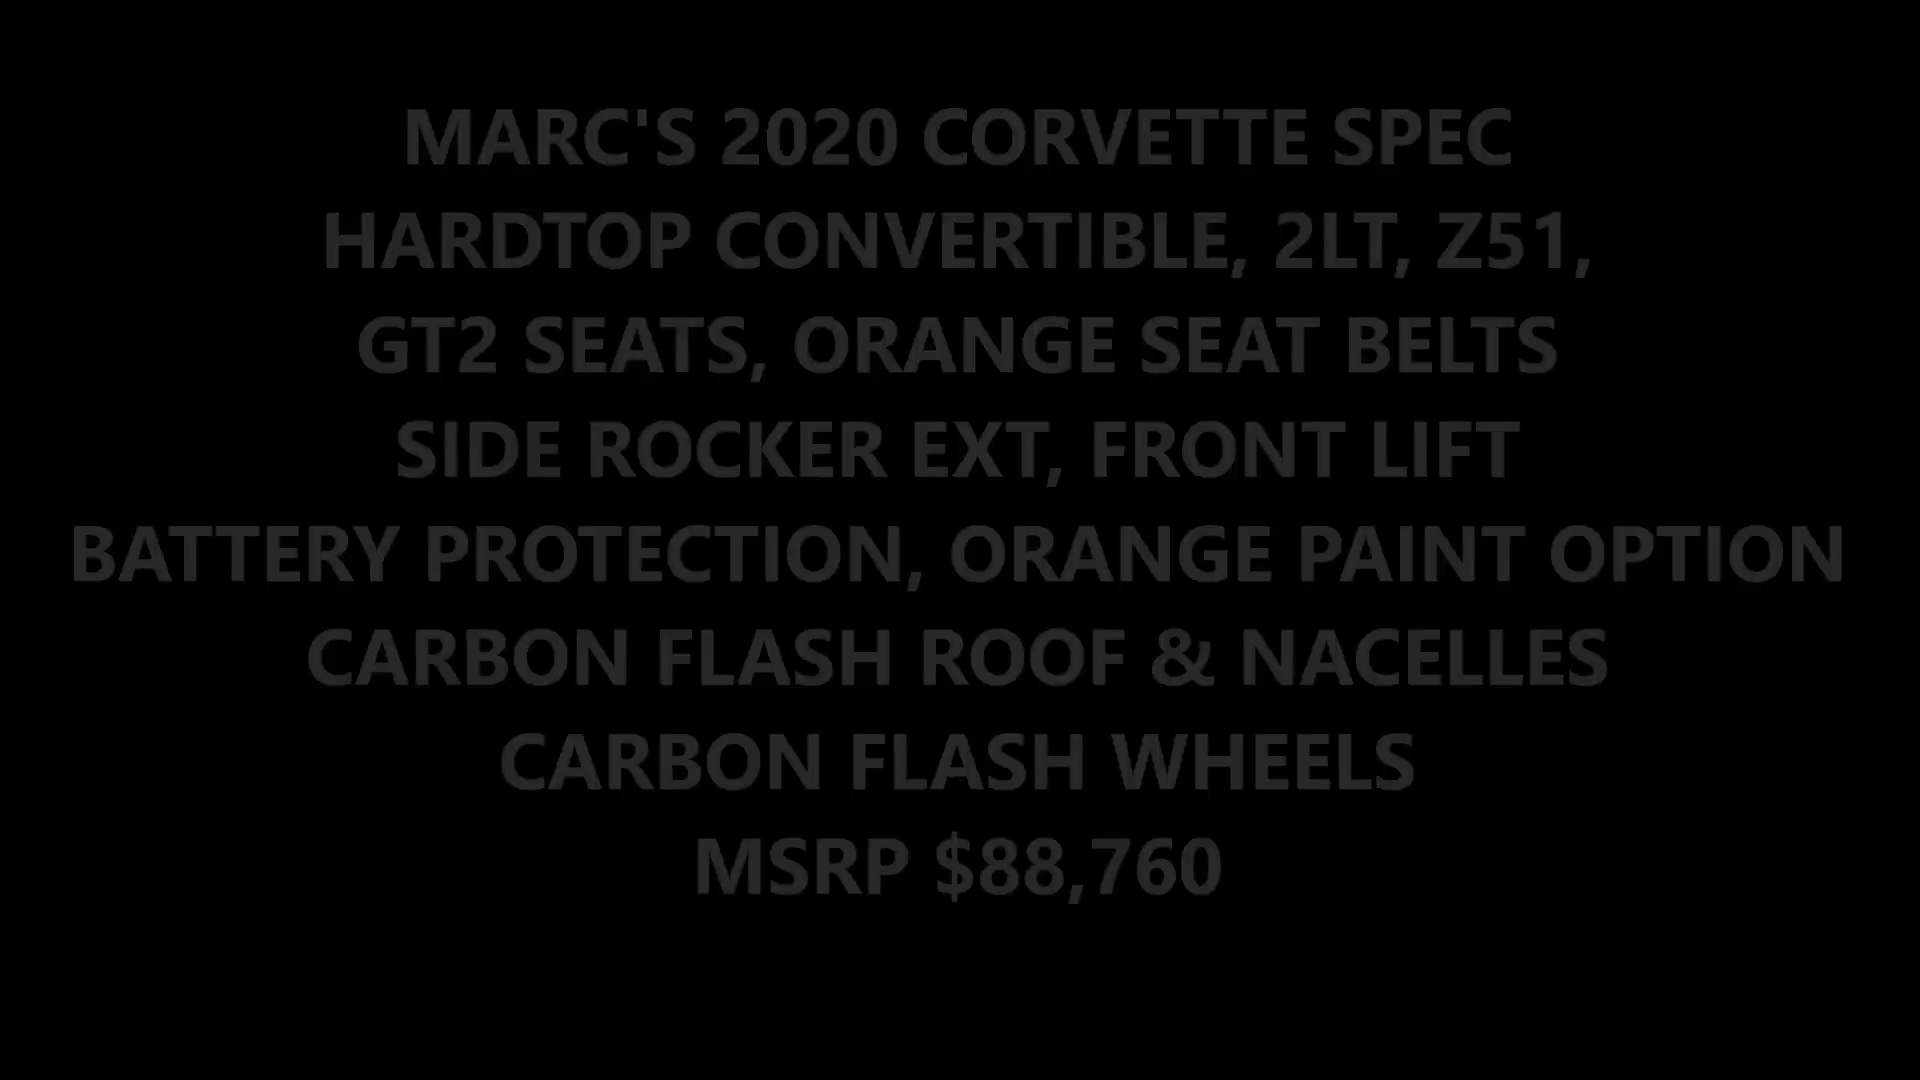 MARC'S 2020 CORVETTE SPEC
HARDTOP CONVERTIBLE, 2LT, Z51,
GT2 SEATS, ORANGE SEAT BELTS
SIDE ROCKER EXT, FRONT LIFT
BATTERY PROTECTION, ORANGE PAINT OPTION
CARBON FLASH ROOF & NACELLES
CARBON FLASH WHEELS
MSRP $88,760